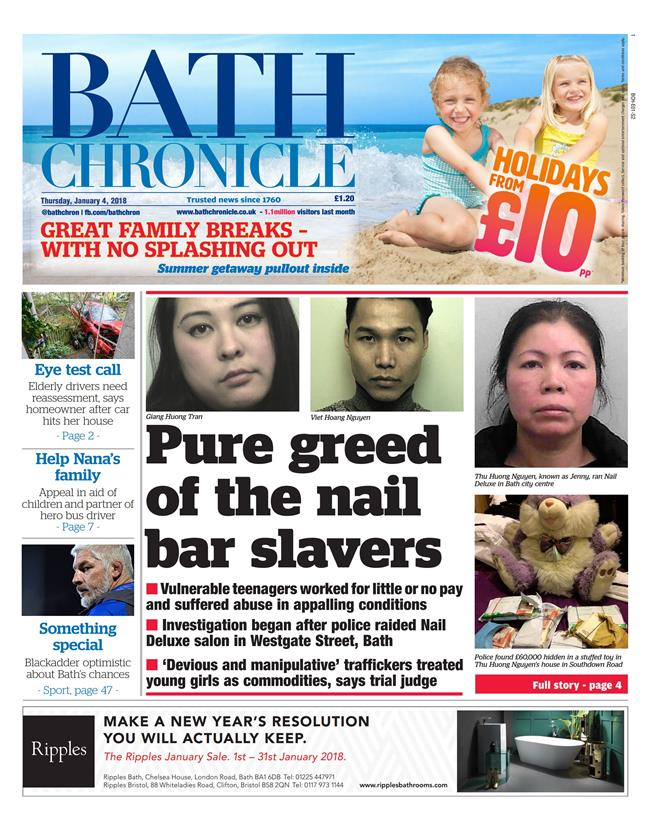 BATH
CHRONICLE
Thursday, January 4, 2018
Trusted news since 1760
£1.20
@bathchron | fb.com/bathchron
www.bathchronicle.co.uk - 1.1million visitors last month
GREAT FAMILY BREAKS –
WITH NO SPLASHING OUT
Summer getaway pullout inside
HOLIDAYS
FROM
£10
PP*
1
BCH-E01-S2
Eye test call
Elderly drivers need
reassessment, says
homeowner after car
hits her house
- Page 2 -
Help Nana's
family
Appeal in aid of
children and partner of
hero bus driver
- Page 7 -
Something
special
Blackadder optimistic
about Bath's chances
- Sport, page 47 -
Giang Huong Tran
Viet Hoang Nguyen
Pure greed
of the nail
bar slavers
Vulnerable teenagers worked for little or no pay
and suffered abuse in appalling conditions
Investigation began after police raided Nail
Deluxe salon in Westgate Street, Bath
'Devious and manipulative' traffickers treated
young girls as commodities, says trial judge
Thu Huong Nguyen, known as Jenny, ran Nail
Deluxe in Bath city centre
Police found £60,000 hidden in a stuffed toy in
Thu Huong Nguyen's house in Southdown Road
Full story - page 4
Ripples
MAKE A NEW YEAR'S RESOLUTION
YOU WILL ACTUALLY KEEP.
The Ripples January Sale. 1st – 31st January 2018.
Ripples Bath, Chelsea House, London Road, Bath BA1 6DB Tel: 01225 447971
Ripples Bristol, 88 Whiteladies Road, Clifton, Bristol BS8 2QN Tel: 0117 973 1144
www.ripplesbathrooms.com